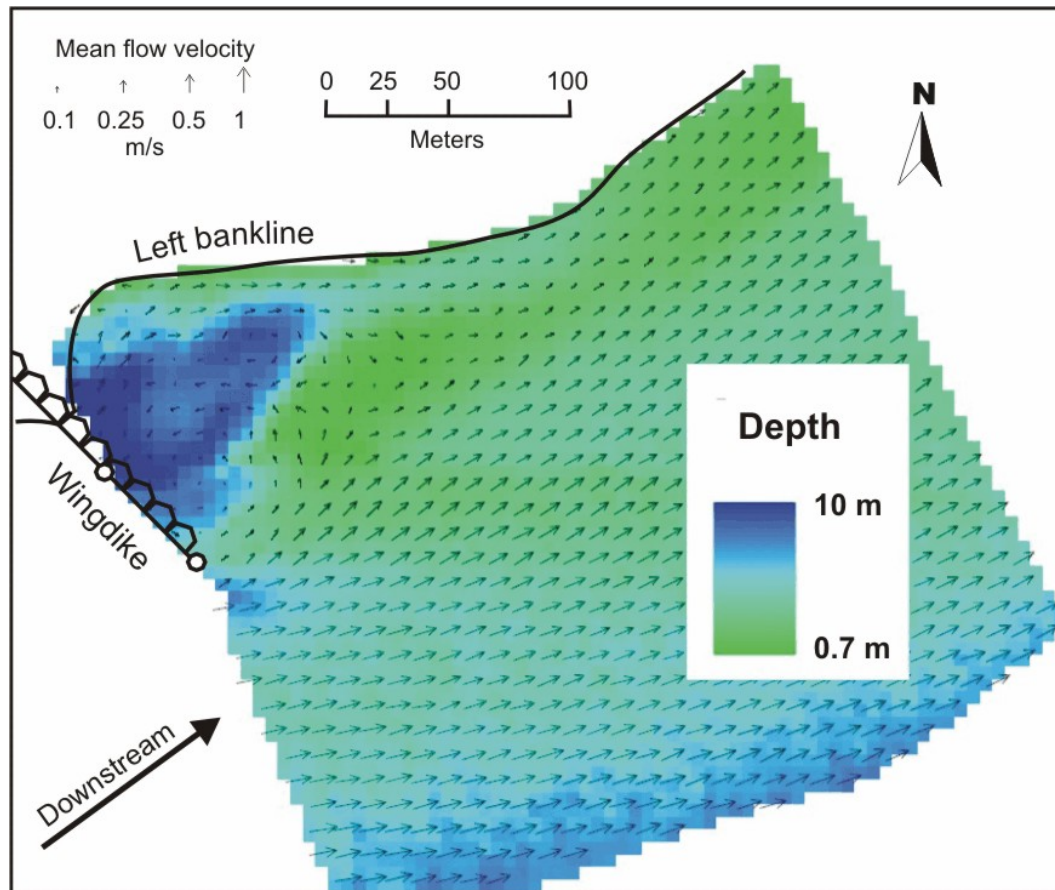 Mean flow velocity
0.1 0.25 0.5 1
m/s
0 25 50 100
Meters
N
Left bankline
Wingdike
Depth
10 m
0.7 m
Downstream